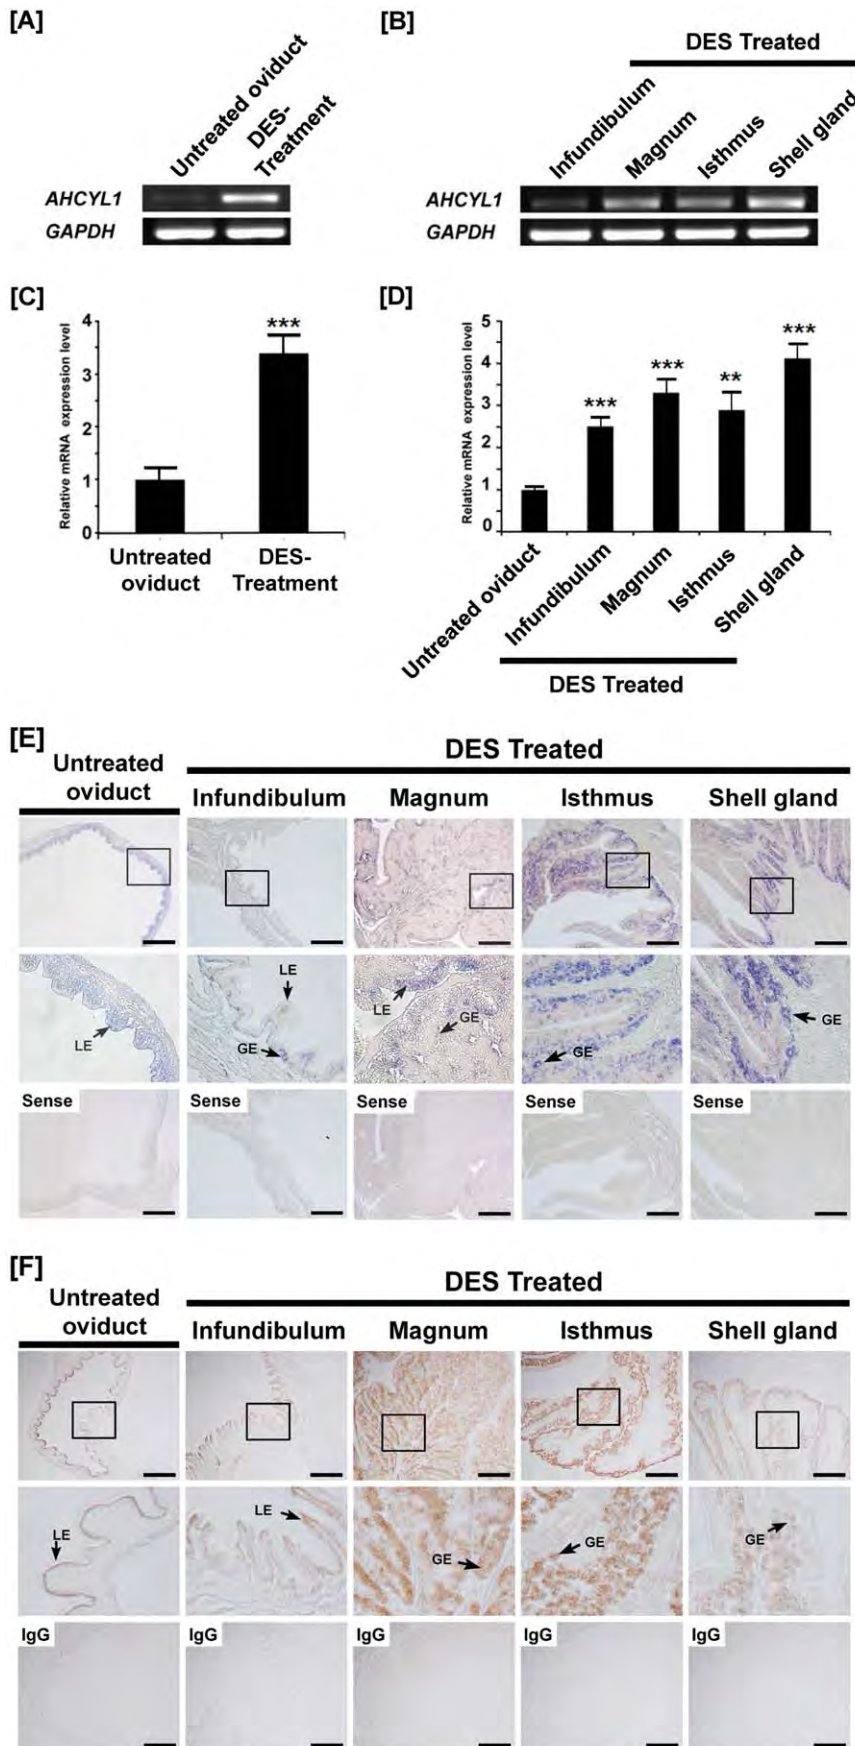 [A]
Untreated oviduct
DES-
Treatment
AHCYL1
GAPDH
[B]
DES Treated
Infundibulum
Magnum
Isthmus
Shell gland
AHCYL1
GAPDH
[C]
Relative mRNA expression level
4
3
2
1
0
***
Untreated
oviduct
DES-
Treatment
[D]
Relative mRNA expression level
5
4
3
2
1
0
***
***
**
***
Untreated oviduct
Infundibulum
Magnum
Isthmus
Shell gland
DES Treated
[E]
DES Treated
Untreated
oviduct
Infundibulum
Magnum
Isthmus
Shell gland
LE
LE
GE
LE
GE
GE
GE
Sense
Sense
Sense
Sense
Sense
[F]
DES Treated
Untreated
oviduct
Infundibulum
Magnum
Isthmus
Shell gland
LE
LE
GE
GE
GE
IgG
IgG
IgG
IgG
IgG